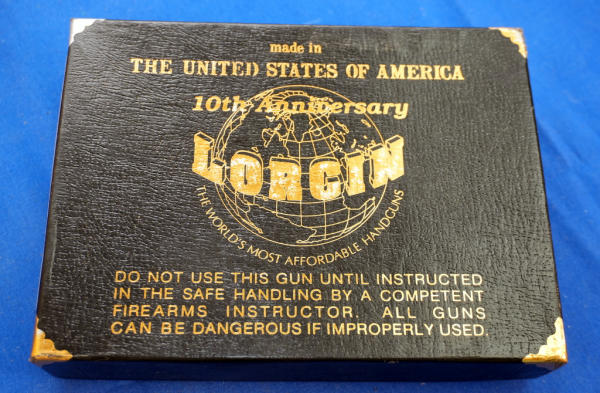 made in
THE UNITED STATES OF AMERICA
10th Anniversary
LORCIN
THE WORLD'S MOST AFFORDABLE HANDGUNS
DO NOT USE THIS GUN UNTIL INSTRUCTED
IN THE SAFE HANDLING BY A COMPETENT
FIREARMS INSTRUCTOR. ALL GUNS
CAN BE DANGEROUS IF IMPROPERLY USED.